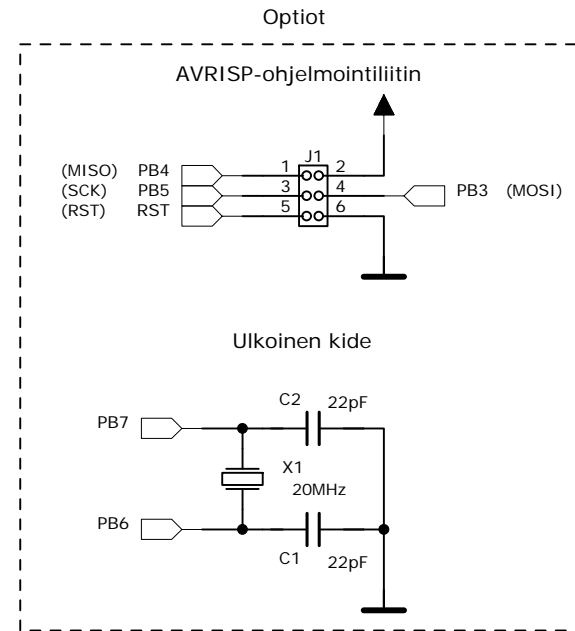 Optiot
AVRISP-ohjelmointiliitin
J1
(MISO) PB4 1 2
(SCK) PB5 3 4 PB3 (MOSI)
(RST) RST 5 6
Ulkoinen kide
C2 22pF
PB7
X1
20MHz
PB6
C1 22pF